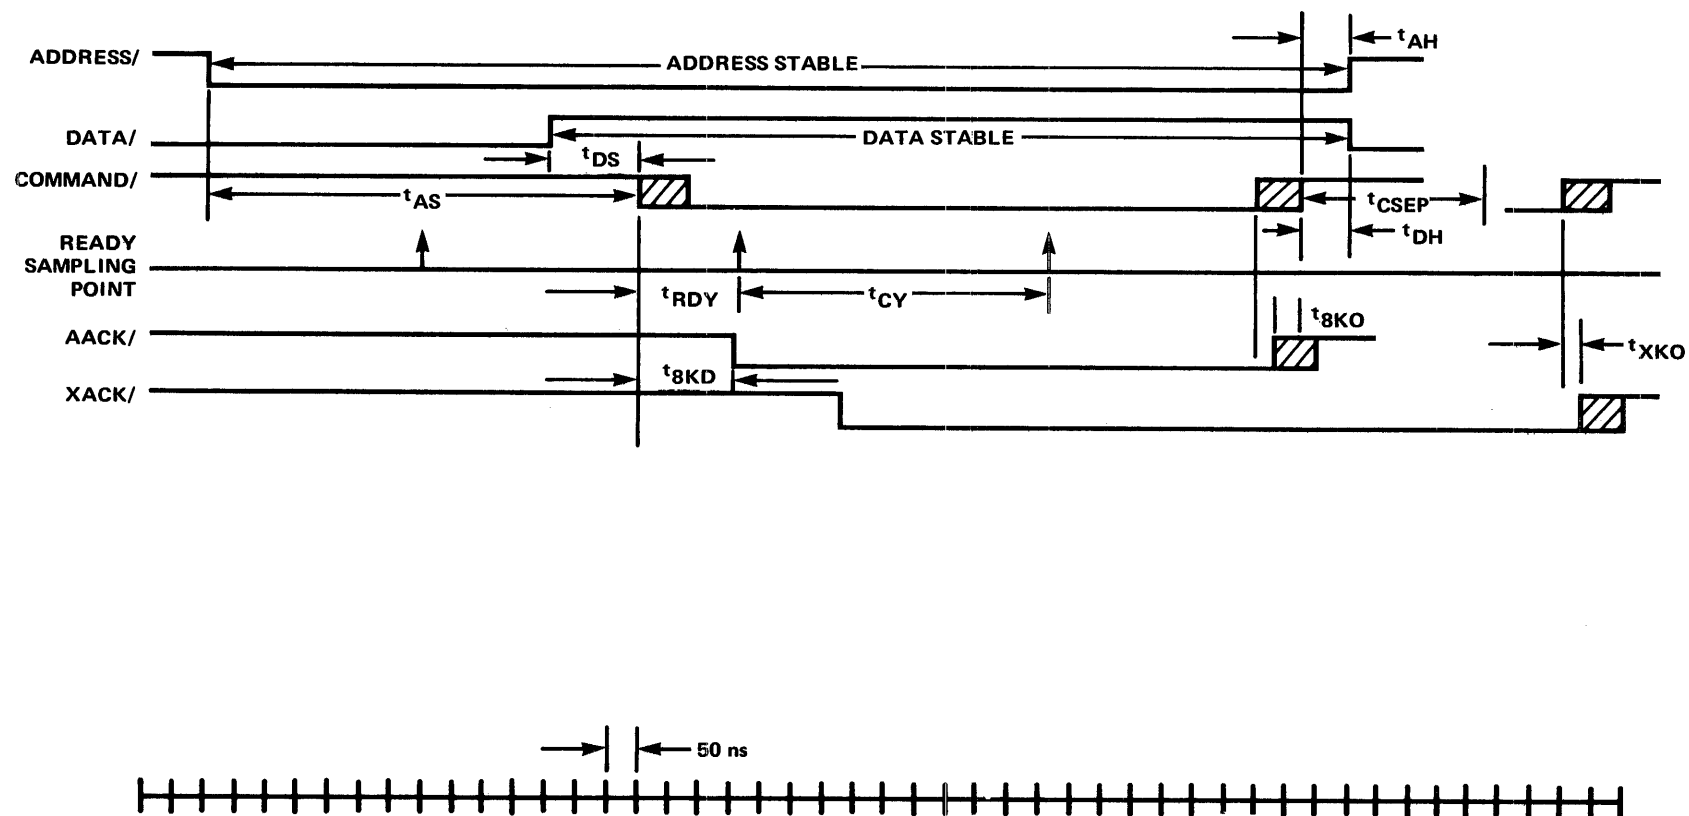 ADDRESS/
ADDRESS STABLE
tAH
DATA/
DATA STABLE
tDS
COMMAND/
tAS
tCSEP
tDH
READY
SAMPLING
POINT
tRDY
tCY
AACK/
t8KO
tXKO
t8KD
XACK/
50 ns